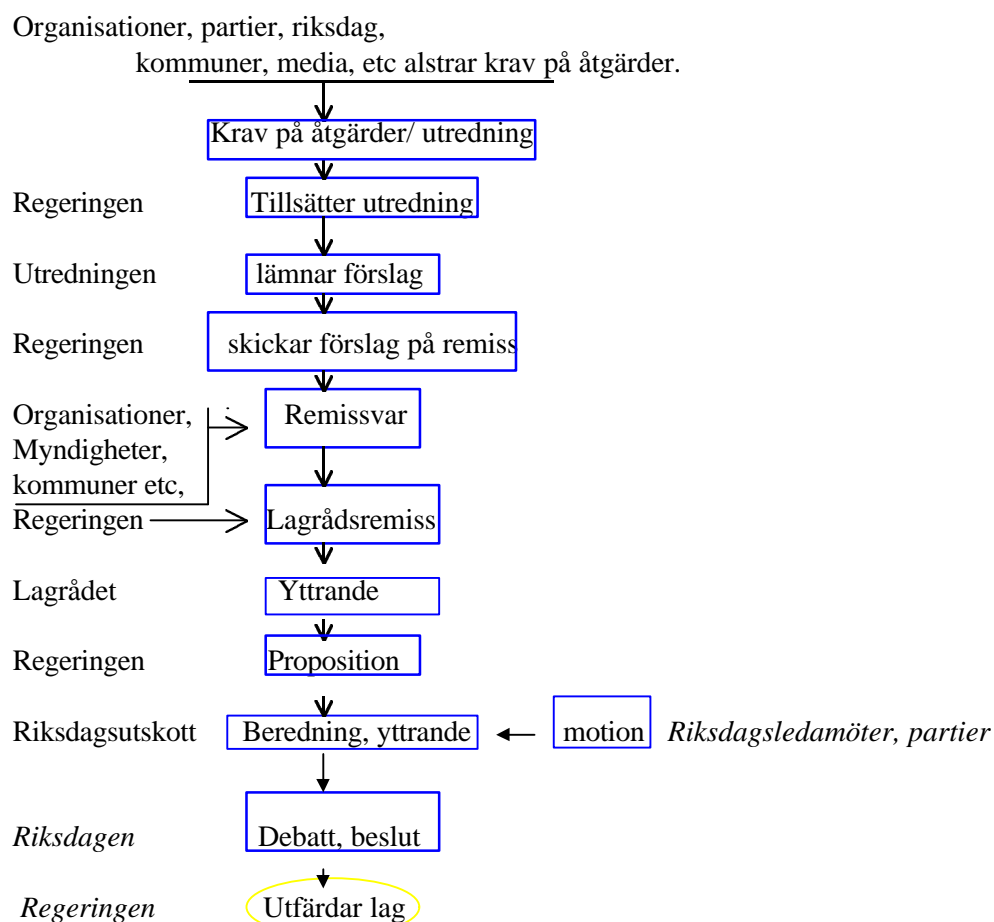 Organisationer, partier, riksdag,
kommuner, media, etc alstrar krav på åtgärder.
Krav på åtgärder/ utredning
Regeringen Tillsätter utredning
Utredningen lämnar förslag
Regeringen skickar förslag på remiss
Organisationer, Remissvar
Myndigheter,
kommuner etc,
Regeringen Lagrådsremiss
Lagrådet Yttrande
Regeringen Proposition
Riksdagsutskott Beredning, yttrande motion Riksdagsledamöter, partier
Riksdagen Debatt, beslut
Regeringen Utfärdar lag